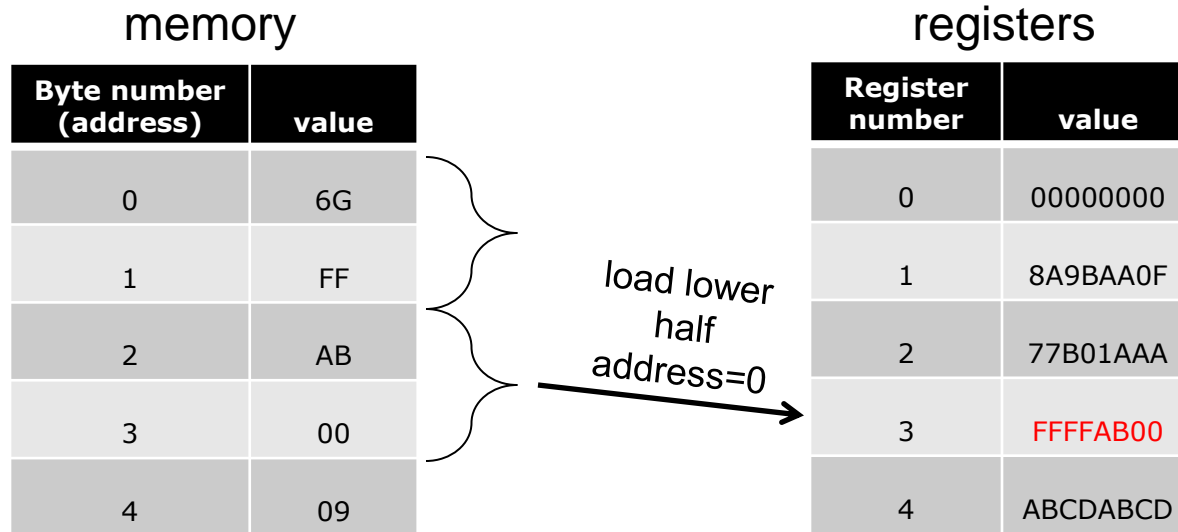 memory
Byte number (address) value
0 6G
1 FF
2 AB
3 00
4 09
load lower
half
address=0
registers
Register number value
0 00000000
1 8A9BAA0F
2 77B01AAA
3 FFFFAB00
4 ABCDABCD